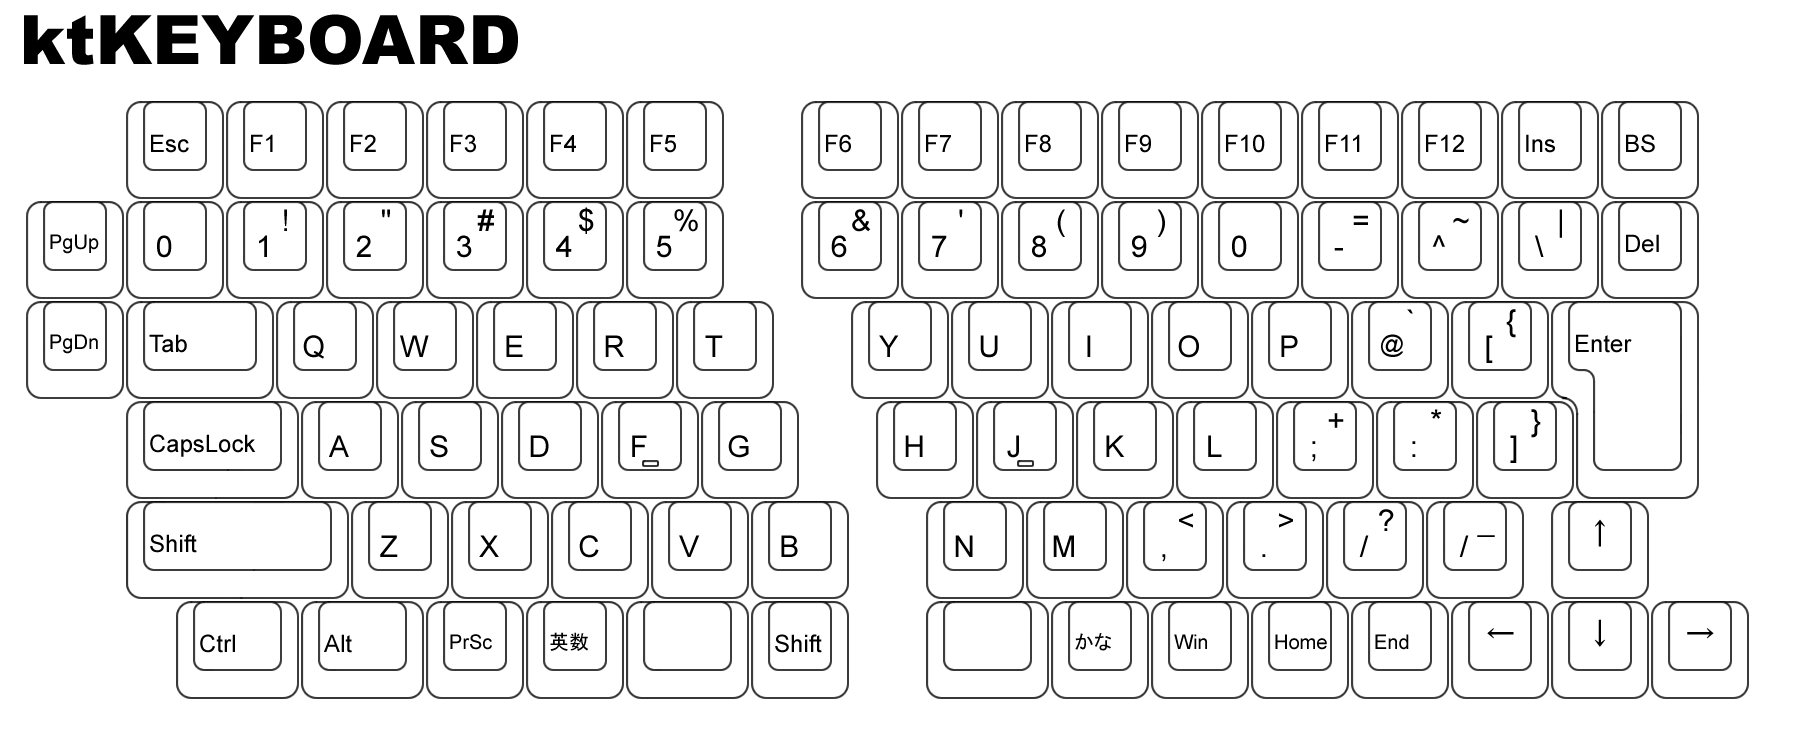 ktKEYBOARD
Esc F1 F2 F3 F4 F5 F6 F7 F8 F9 F10 F11 F12 Ins BS
PgUp 0 ! 1 " 2 # 3 $ 4 % 5 & 6 ' 7 ( 8 ) 9 0 = - ~ ^ | \ Del
PgDn Tab Q W E R T Y U I O P ` @ { [ Enter
CapsLock A S D F G H J K L + ; * : } ]
Shift Z X C V B N M < , > . ? / _ / ↑
Ctrl Alt PrSc 英数 Shift かな Win Home End ← ↓ →